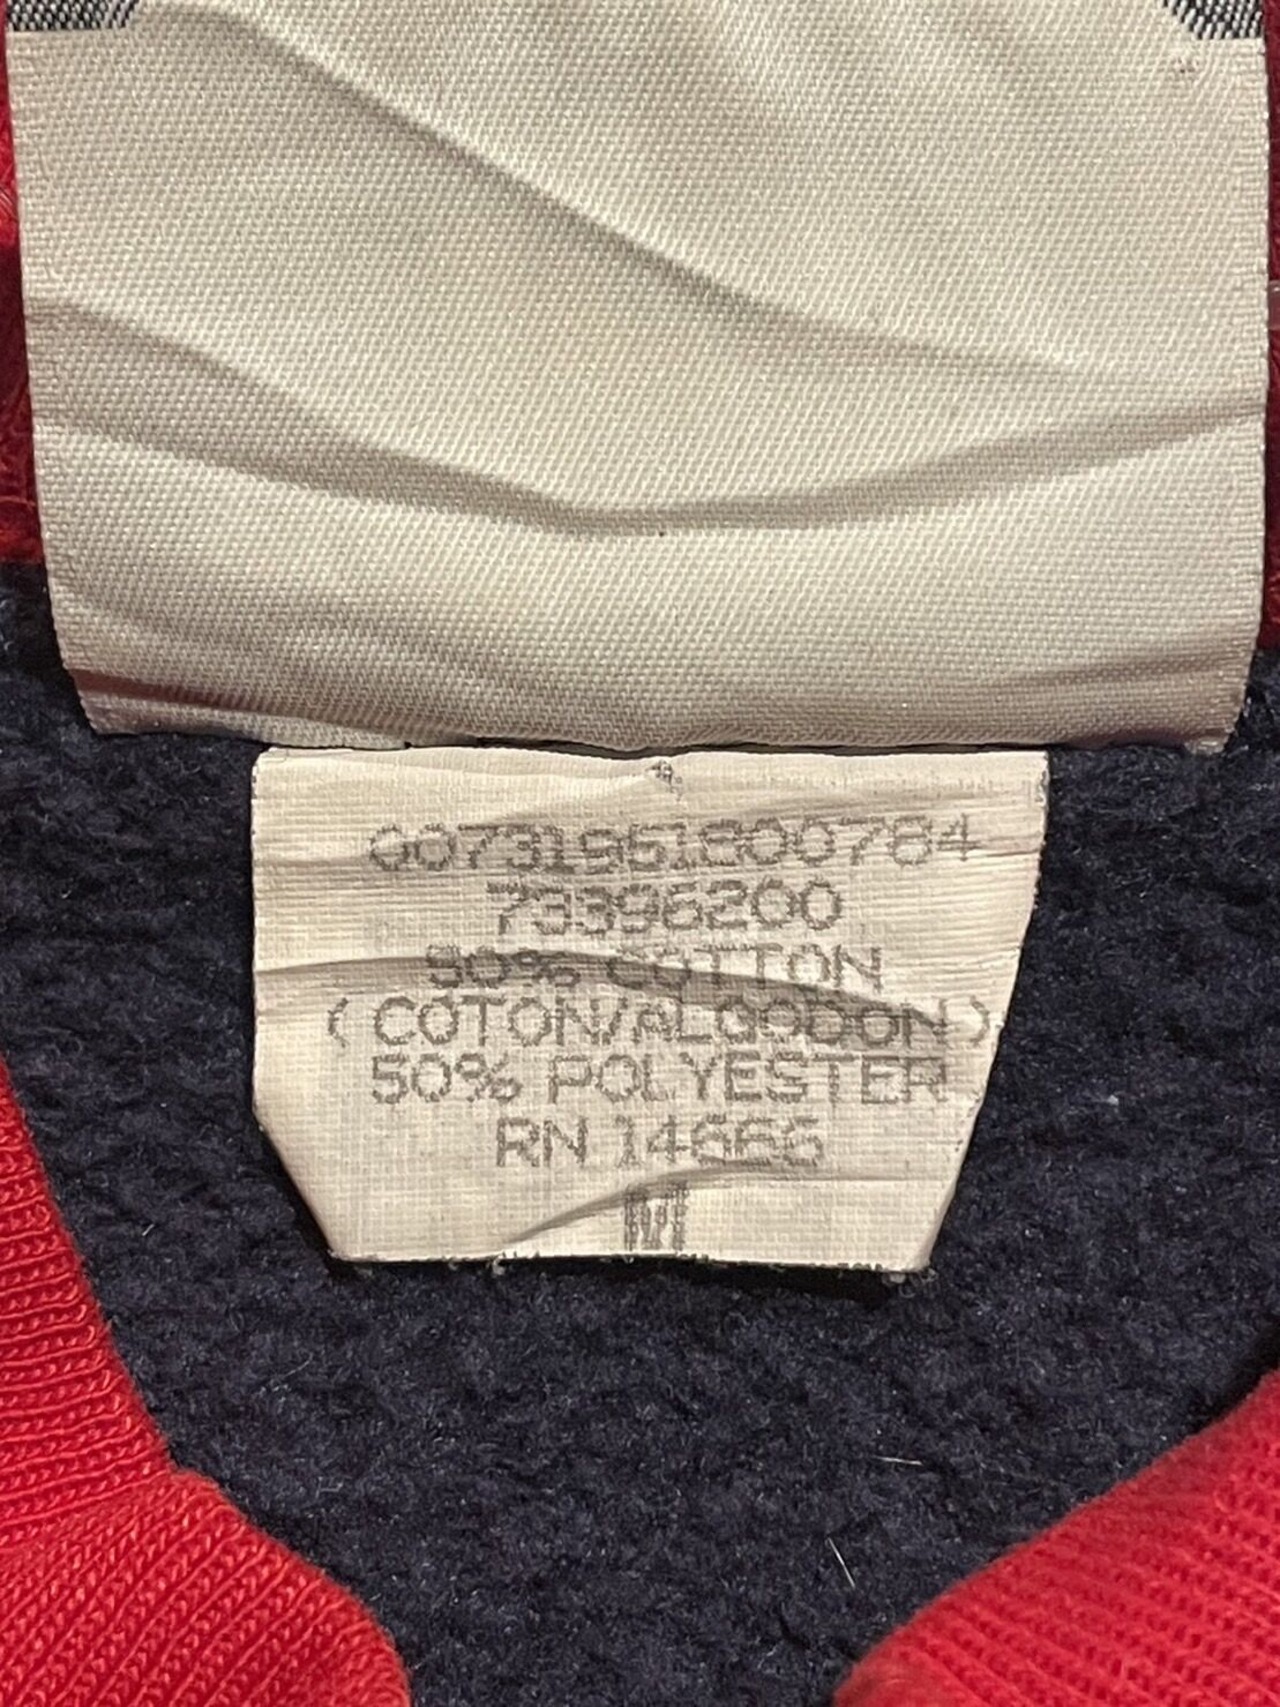 00731951800784
73396200
50% COTTON
(COTON/ALGODON)
50% POLYESTER
RN 14666
M